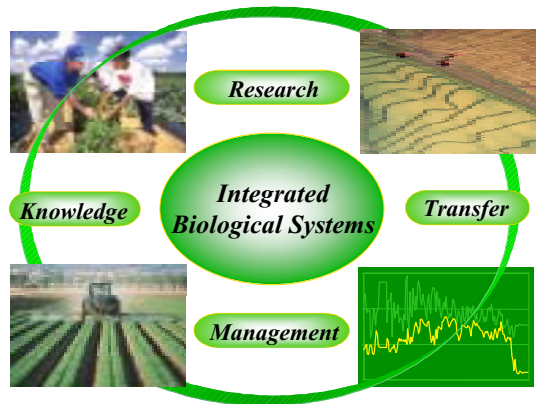 Research
Knowledge
Integrated
Biological Systems
Transfer
Management